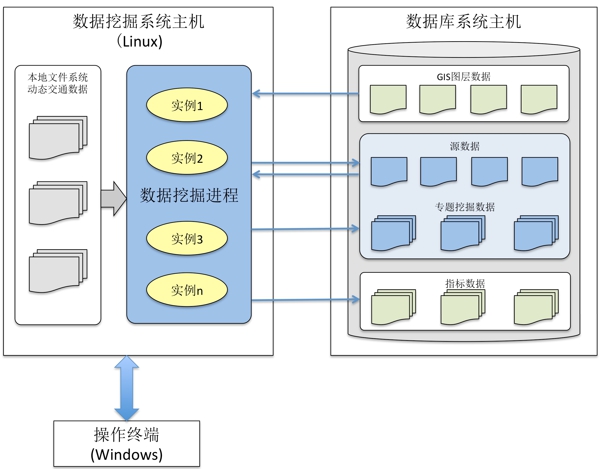 数据挖掘系统主机
（Linux)
数据库系统主机
本地文件系统
动态交通数据
实例1
实例2
数据挖掘进程
实例3
实例n
GIS图层数据
源数据
专题挖掘数据
指标数据
操作终端
(Windows)